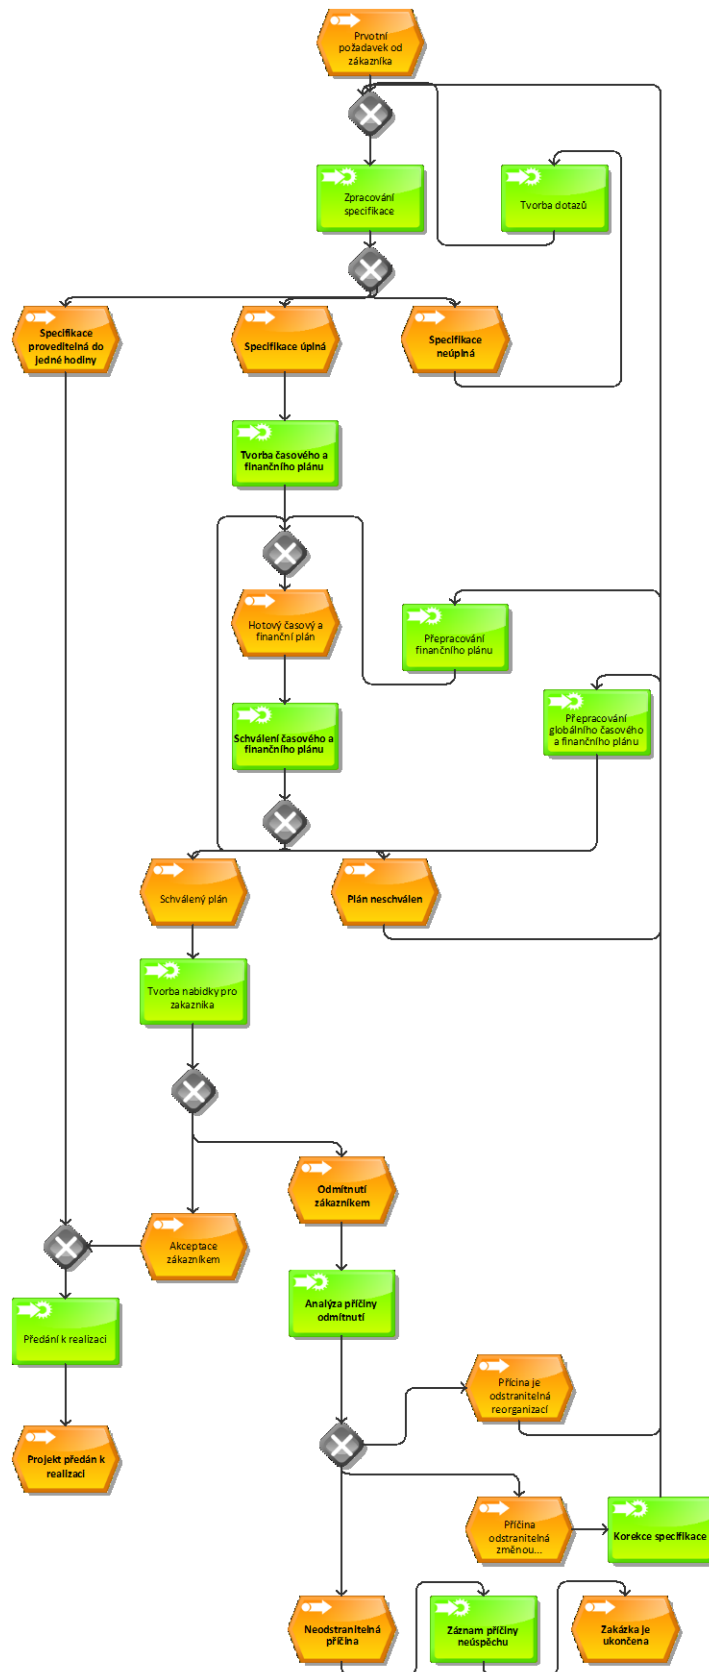 Prvotní
požadavek od
zákazníka
Zpracování
specifikace
Tvorba dotazů
Specifikace
proveditelná do
jedné hodiny
Specifikace úplná
Specifikace
neúplná
Tvorba časového a
finančního plánu
Hotový časový a
finanční plán
Přepracování
finančního plánu
Schválení časového a
finančního plánu
Přepracování
globálního časového
a finančního plánu
Schválený plán
Plán neschválen
Tvorba nabídky pro
zakaznika
Odmítnutí
zákazníkem
Akceptace
zákazníkem
Analýza příčiny
odmítnutí
Předání k realizaci
Přícina je
odstranitelná
reorganizací
Projekt předán k
realizaci
Příčina
odstranitelná
změnou...
Korekce specifikace
Neodstranitelná
příčina
Záznam příčiny
neúspěchu
Zakázka je
ukončena